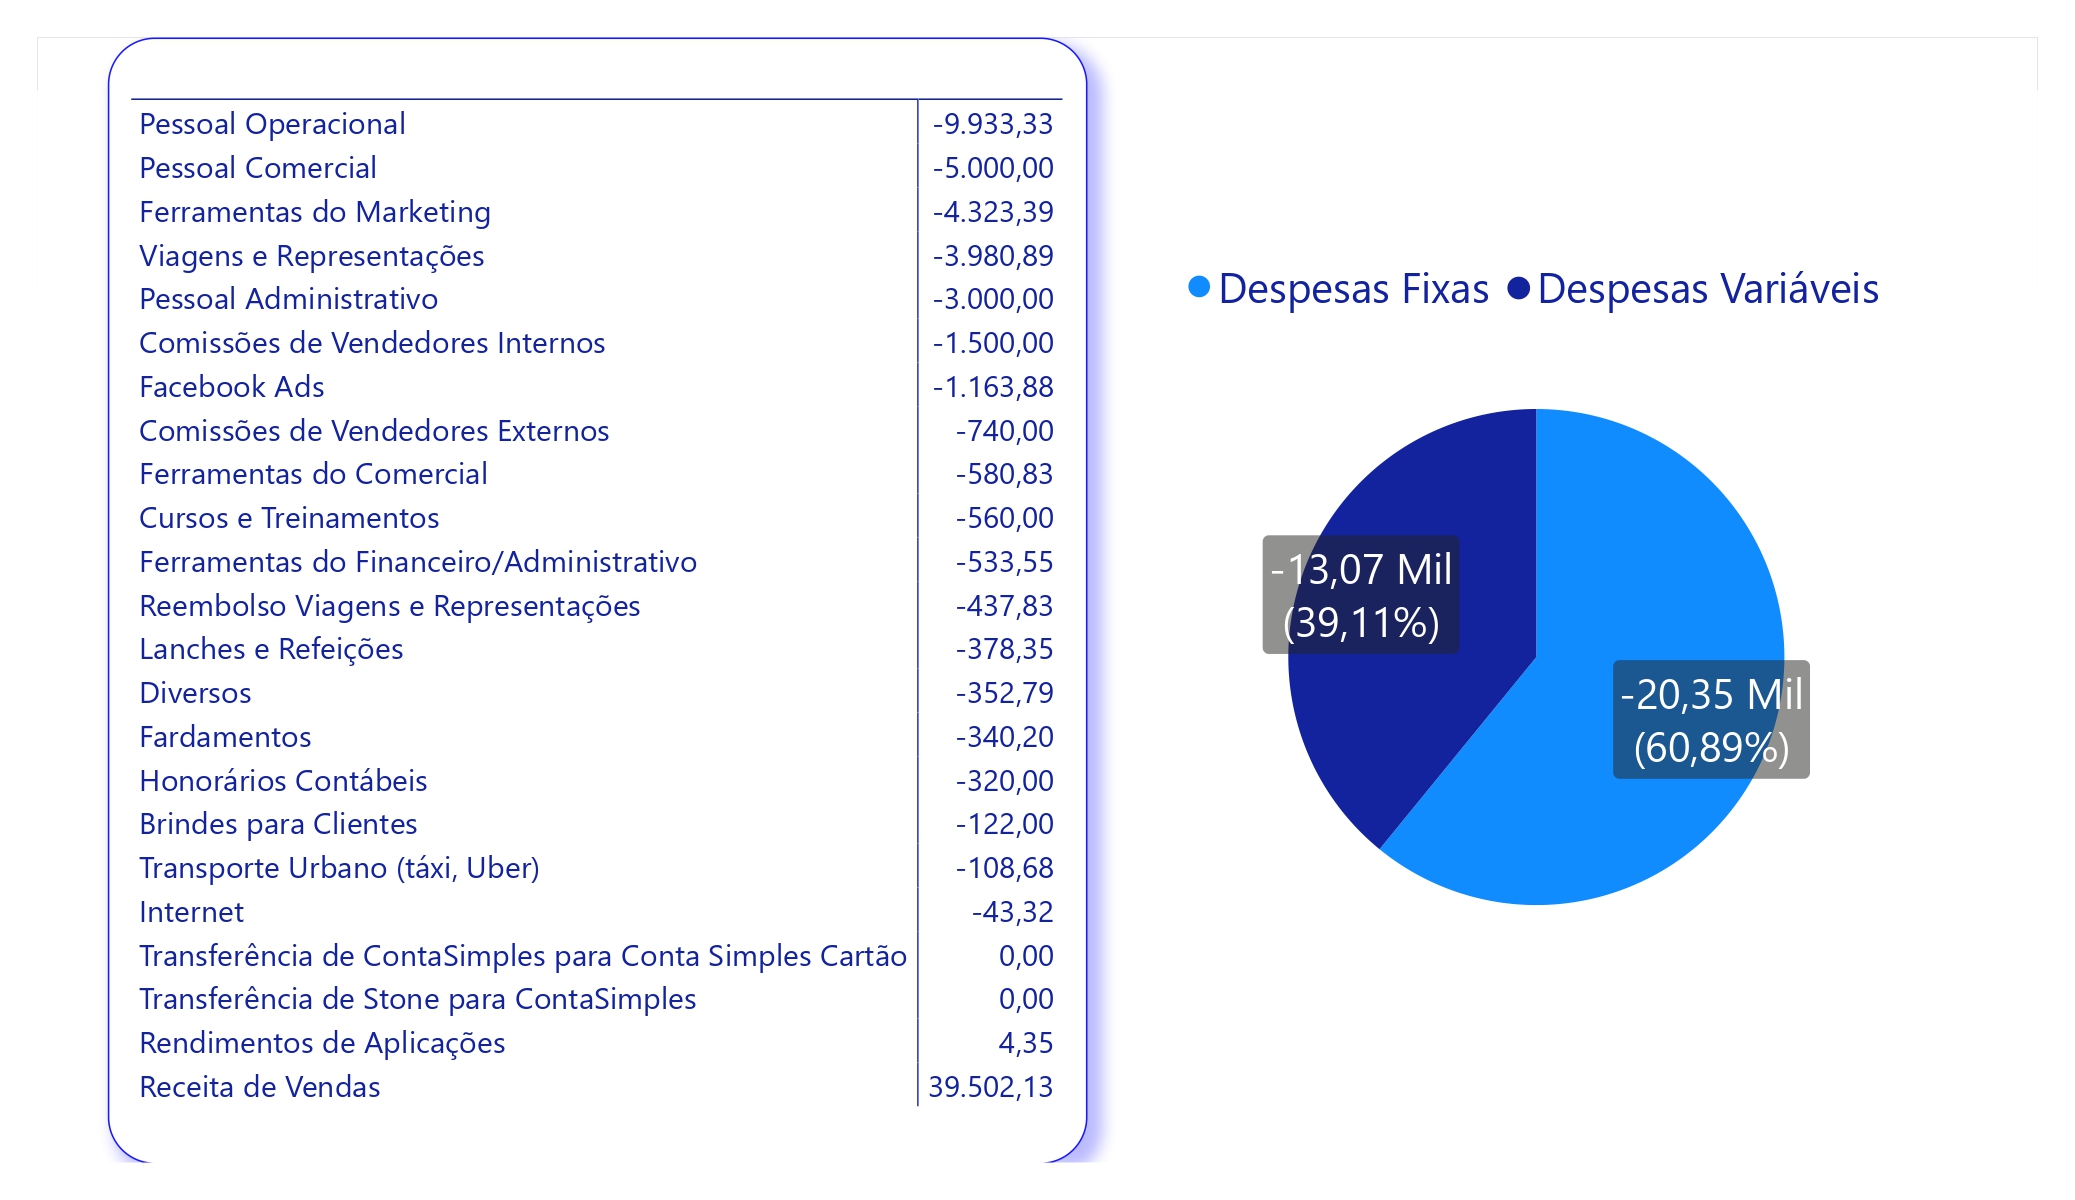 Pessoal Operacional -9.933,33
Pessoal Comercial -5.000,00
Ferramentas do Marketing -4.323,39
Viagens e Representações -3.980,89
Pessoal Administrativo -3.000,00
Comissões de Vendedores Internos -1.500,00
Facebook Ads -1.163,88
Comissões de Vendedores Externos -740,00
Ferramentas do Comercial -580,83
Cursos e Treinamentos -560,00
Ferramentas do Financeiro/Administrativo -533,55
Reembolso Viagens e Representações -437,83
Lanches e Refeições -378,35
Diversos -352,79
Fardamentos -340,20
Honorários Contábeis -320,00
Brindes para Clientes -122,00
Transporte Urbano (táxi, Uber) -108,68
Internet -43,32
Transferência de ContaSimples para Conta Simples Cartão 0,00
Transferência de Stone para ContaSimples 0,00
Rendimentos de Aplicações 4,35
Receita de Vendas 39.502,13
Despesas Fixas Despesas Variáveis
-13,07 Mil
(39,11%)
-20,35 Mil
(60,89%)